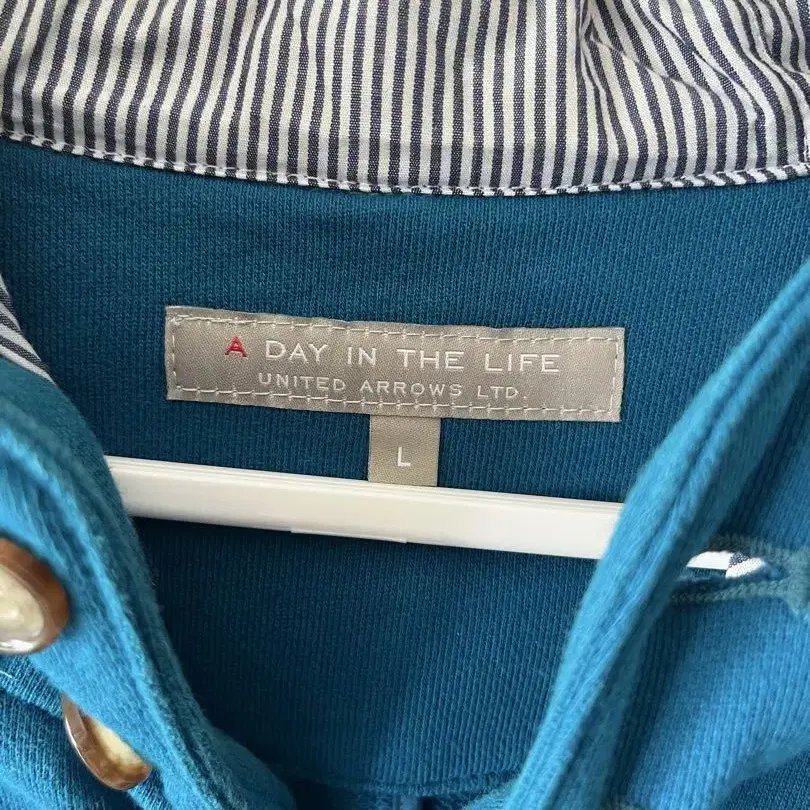 A DAY IN THE LIFE
UNITED ARROWS LTD.
L